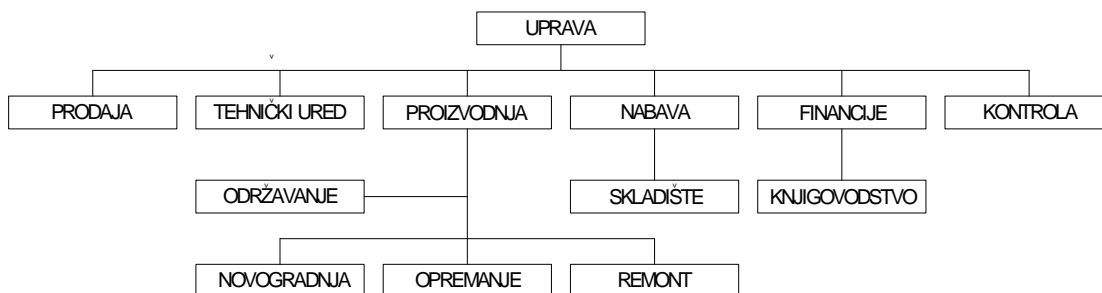 UPRAVA
PRODAJA
TEHNIČKI URED
PROIZVODNJA
NABAVA
FINANCIJE
KONTROLA
ODRŽAVANJE
SKLADIŠTE
KNJIGOVODSTVO
NOVOGRADNJA
OPREMANJE
REMONT